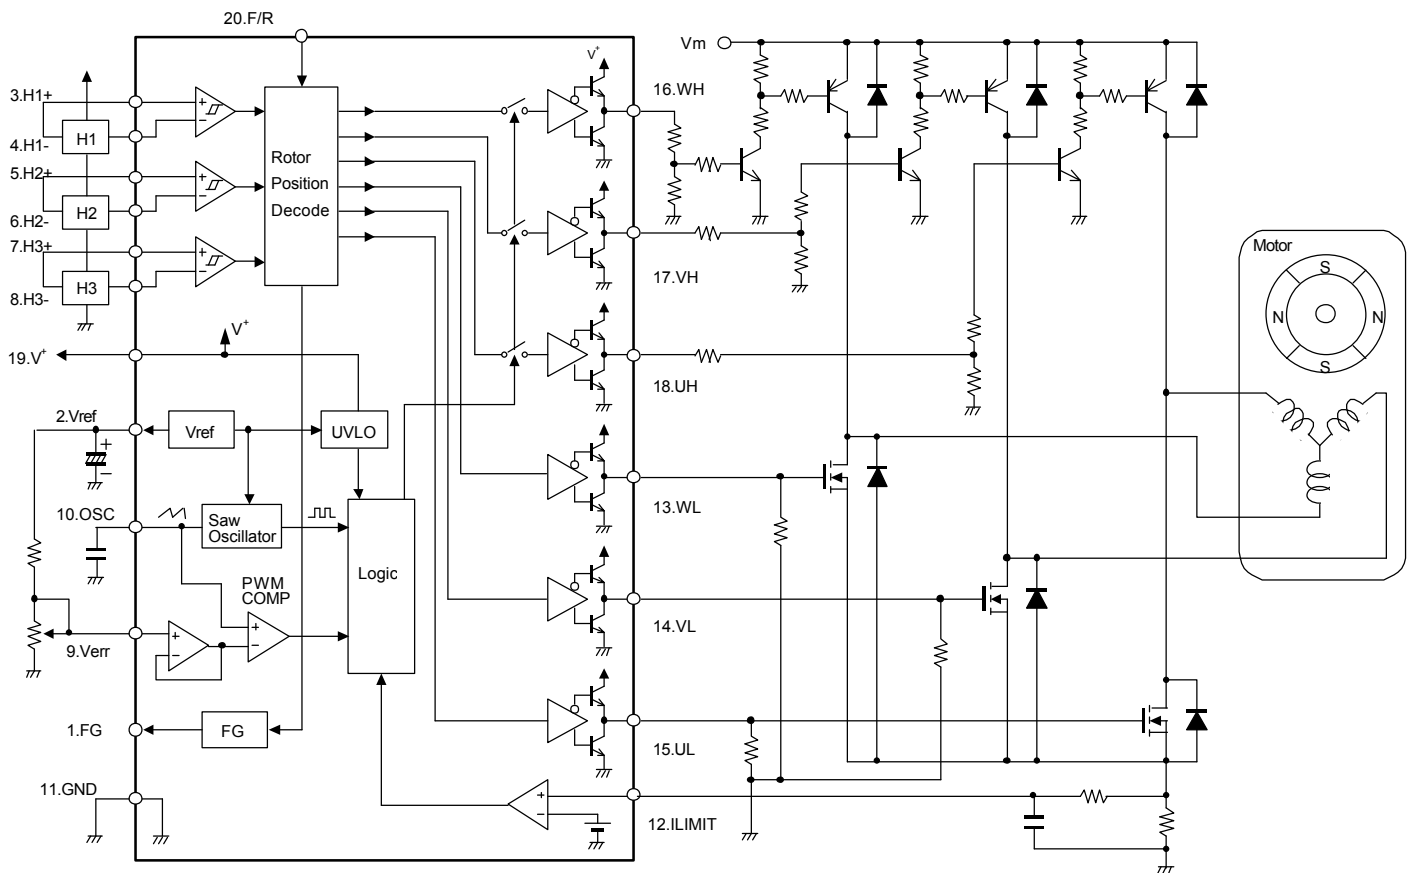 20.F/R
V+
Vm
16.WH
3.H1+
H1
4.H1-
5.H2+
H2
6.H2-
7.H3+
H3
8.H3-
Rotor
Position
Decode
17.VH
Motor
S
N
N
S
V+
19.V+
18.UH
2.Vref
+
-
Vref
UVLO
13.WL
10.OSC
Saw
Oscillator
Logic
PWM
COMP
+
-
+
-
9.Verr
14.VL
1.FG
FG
15.UL
11.GND
+
-
12.ILIMIT
+
-
+
-
+
-